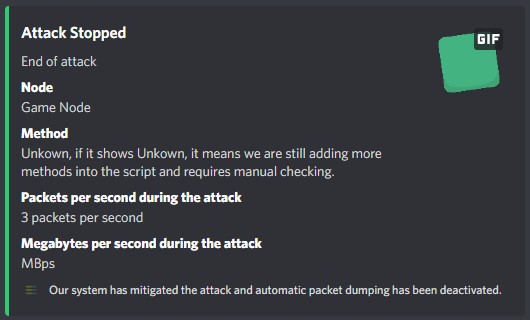 Attack Stopped
GIF
End of attack
Node
Game Node
Method
Unkown, if it shows Unkown, it means we are still adding more
methods into the script and requires manual checking.
Packets per second during the attack
3 packets per second
Megabytes per second during the attack
MBps
Our system has mitigated the attack and automatic packet dumping has been deactivated.